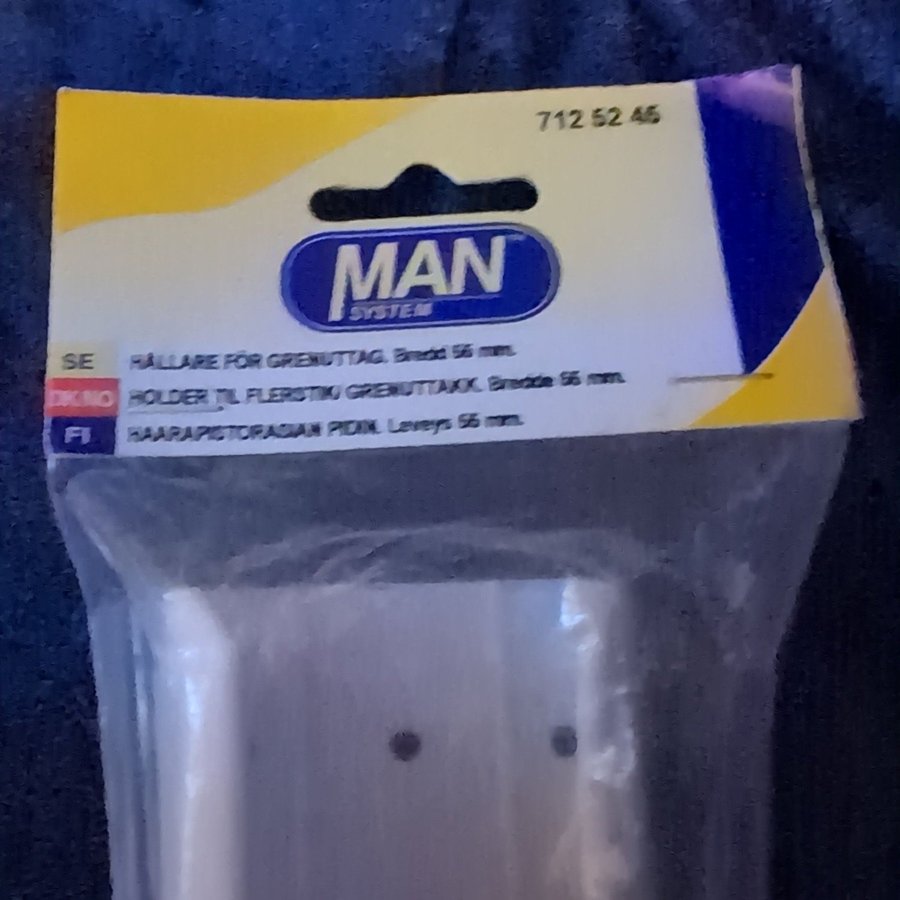 712 52 45
MAN
SYSTEM
SE HÅLLARE FÖR GRENUTTAG. Bredd 56 mm.
DK/NO HOLDER TIL FLERSTIK/ GRENUTTAKK. Bredde 56 mm.
FI HAARAPISTORASIAN PIDIN. Leveys 56 mm.